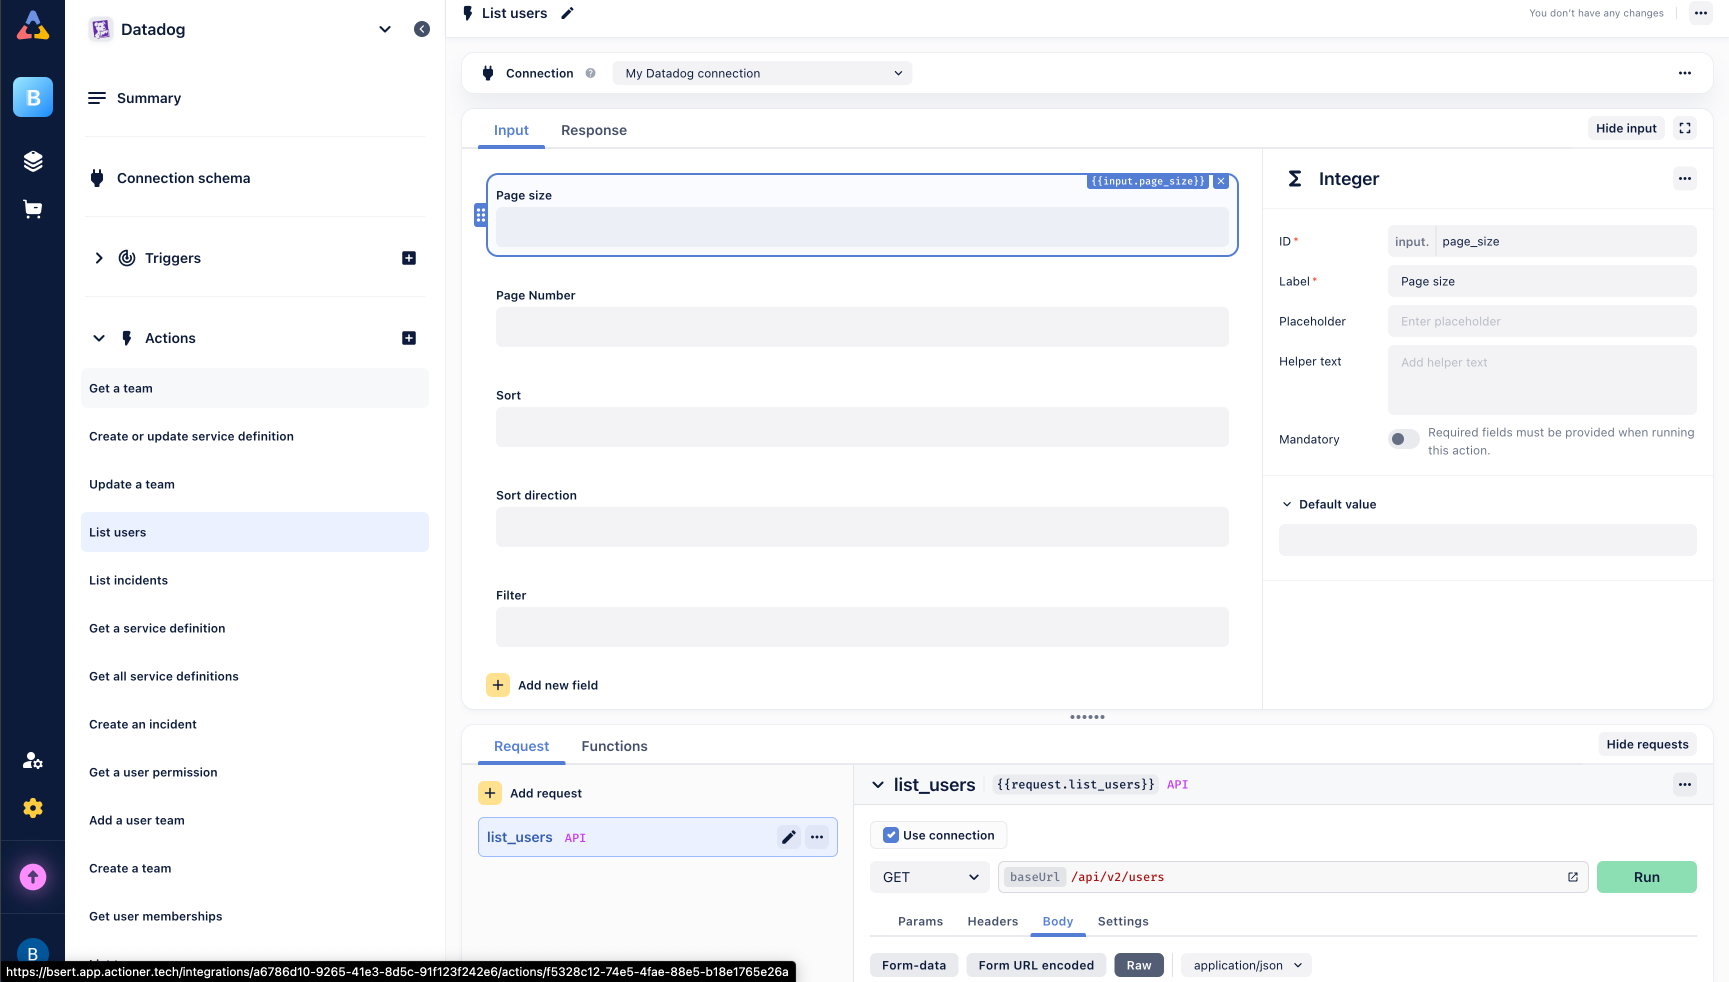 List users
You don't have any changes
Datadog
B
Summary
Connection schema
Triggers
Actions
Get a team
Create or update service definition
Update a team
List users
List incidents
Get a service definition
Get all service definitions
Create an incident
Get a user permission
Add a user team
Create a team
Get user memberships
B
https://bsert.app.actioner.tech/integrations/a6786d10-9265-41e3-8d5c-91f123f242e6/actions/f5328c12-74e5-4fae-88e5-b18e1765e26a
Connection
My Datadog connection
Input Response
Hide input
{{input.page_size}}
Page size
Page Number
Sort
Sort direction
Filter
Add new field
Integer
ID* input. page_size
Label* Page size
Placeholder Enter placeholder
Helper text Add helper text
Mandatory Required fields must be provided when running
this action.
Default value
Request Functions
Hide requests
Add request
list_users API
list_users {{request.list_users}} API
Use connection
GET baseUrl /api/v2/users Run
Params Headers Body Settings
Form-data Form URL encoded Raw application/json